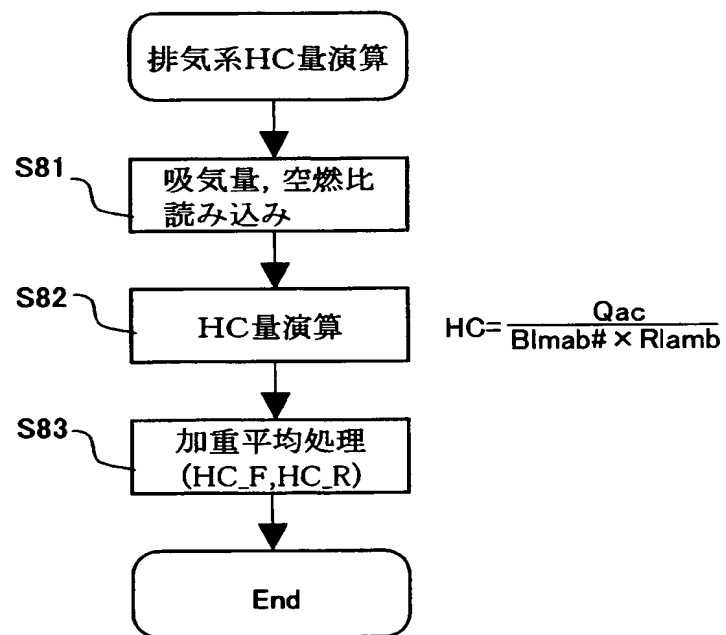 排気系HC量演算
S81
吸気量, 空燃比
読み込み
S82
HC量演算
HC=Qac
Blmab# × Rlamb
S83
加重平均処理
(HC_F,HC_R)
End